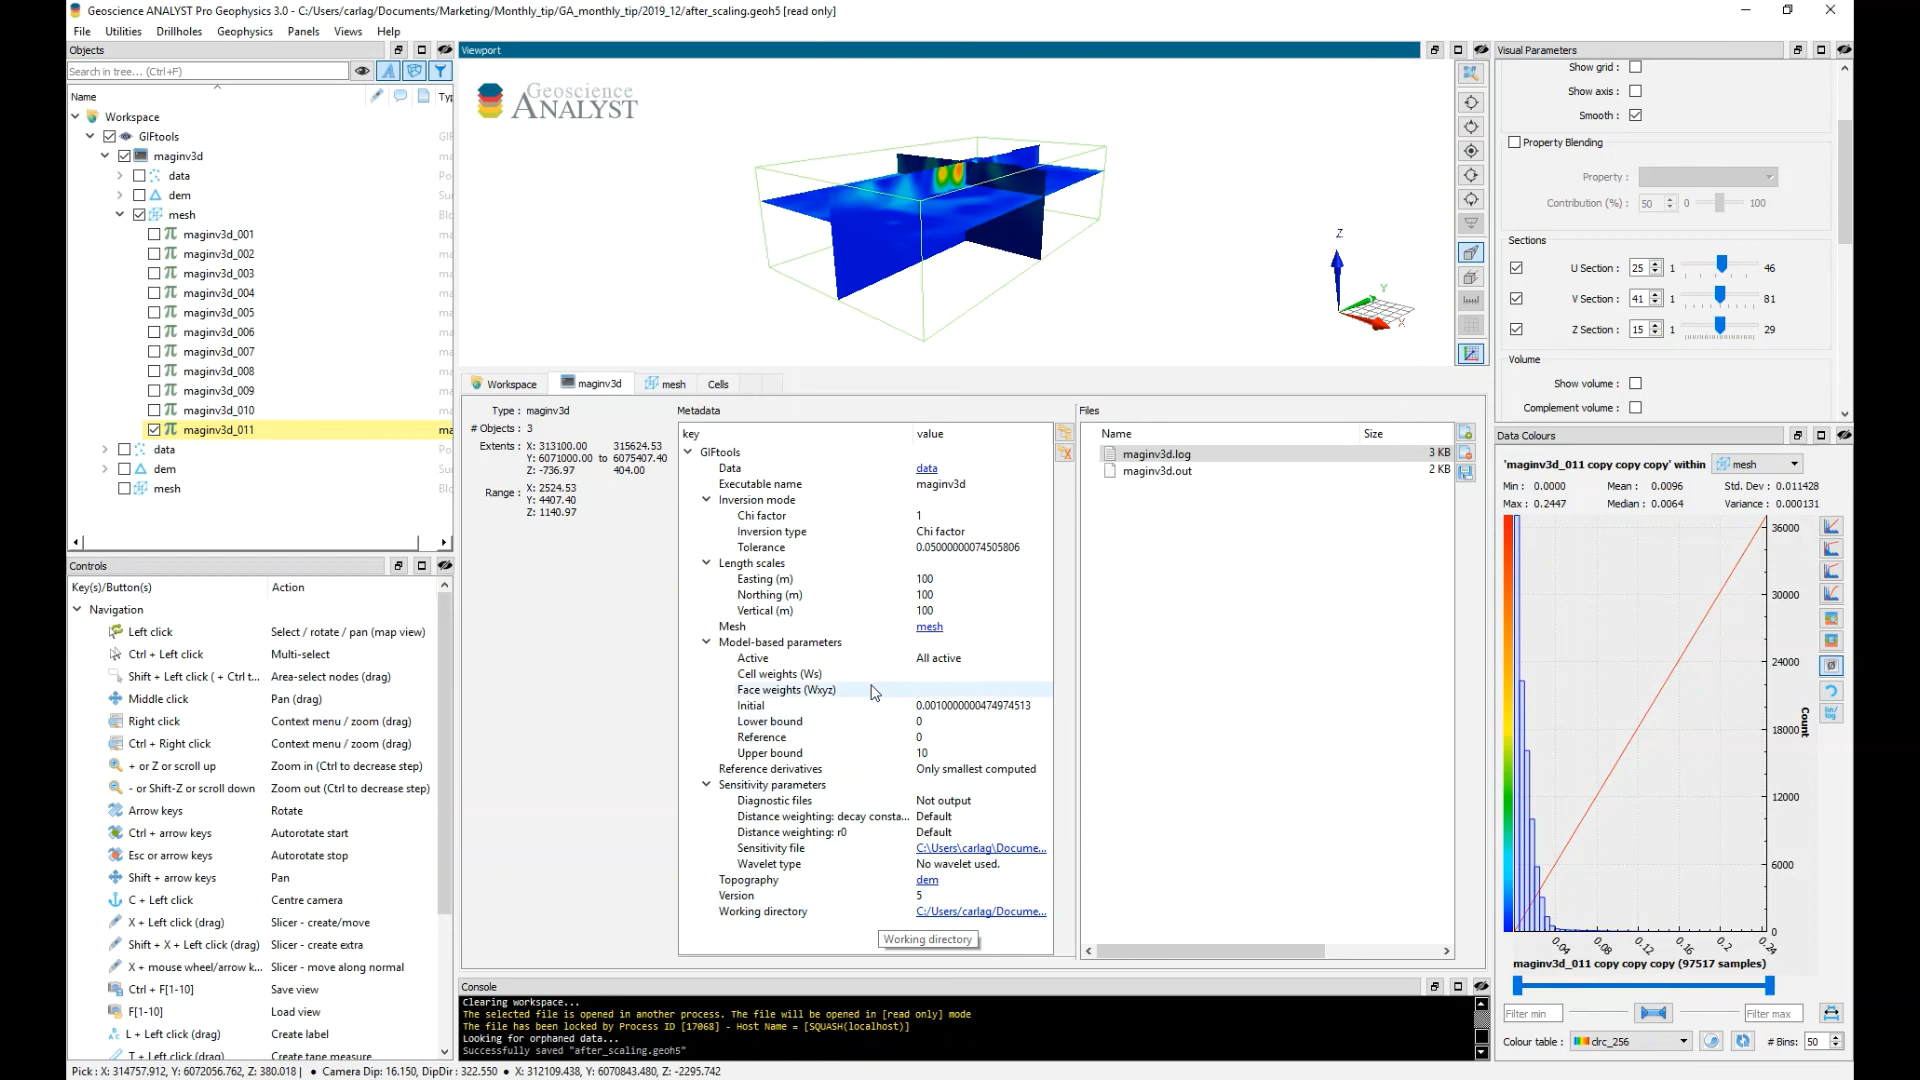 Geoscience ANALYST Pro Geophysics 3.0 - C:/Users/carlag/Documents/Marketing/Monthly_tip/GA_monthly_tip/2019_12/after_scaling.geoh5 [read only]
File Utilities Drillholes Geophysics Panels Views Help
Objects
Search in tree... (Ctrl+F)
Name Typ
Workspace
GIFtools GIF
maginv3d ma
data Po
dem Su
mesh Blo
maginv3d_001 ma
maginv3d_002 ma
maginv3d_003 ma
maginv3d_004 ma
maginv3d_005 ma
maginv3d_006 ma
maginv3d_007 ma
maginv3d_008 ma
maginv3d_009 ma
maginv3d_010 ma
maginv3d_011 ma
data Po
dem Su
mesh Blo
Controls
Key(s)/Button(s) Action
Navigation
Left click Select / rotate / pan (map view)
Ctrl + Left click Multi-select
Shift + Left click ( + Ctrl t... Area-select nodes (drag)
Middle click Pan (drag)
Right click Context menu / zoom (drag)
Ctrl + Right click Context menu / zoom (drag)
+ or Z or scroll up Zoom in (Ctrl to decrease step)
- or Shift-Z or scroll down Zoom out (Ctrl to decrease step)
Arrow keys Rotate
Ctrl + arrow keys Autorotate start
Esc or arrow keys Autorotate stop
Shift + arrow keys Pan
C + Left click Centre camera
X + Left click (drag) Slicer - create/move
Shift + X + Left click (drag) Slicer - create extra
X + mouse wheel/arrow k... Slicer - move along normal
Ctrl + F[1-10] Save view
F[1-10] Load view
L + Left click (drag) Create label
T + Left click (drag) Create tape measure
Viewport
Geoscience
ANALYST
Z
Y
X
Workspace maginv3d mesh Cells
Type : maginv3d
# Objects : 3
Extents : X: 313100.00 315624.53
Y: 6071000.00 to 6075407.40
Z: -736.97 404.00
Range : X: 2524.53
Y: 4407.40
Z: 1140.97
Metadata
key value
GIFtools
Data data
Executable name maginv3d
Inversion mode
Chi factor 1
Inversion type Chi factor
Tolerance 0.05000000074505806
Length scales
Easting (m) 100
Northing (m) 100
Vertical (m) 100
Mesh mesh
Model-based parameters
Active All active
Cell weights (Ws)
Face weights (Wxyz)
Initial 0.0010000000474974513
Lower bound 0
Reference 0
Upper bound 10
Reference derivatives Only smallest computed
Sensitivity parameters
Diagnostic files Not output
Distance weighting: decay consta... Default
Distance weighting: r0 Default
Sensitivity file C:\Users\carlag\Docume...
Wavelet type No wavelet used.
Topography dem
Version 5
Working directory C:/Users/carlag/Docume...
Working directory
Files
Name Size
maginv3d.log 3 KB
maginv3d.out 2 KB
Console
Clearing workspace...
The selected file is opened in another process. The file will be opened in [read only] mode
The file has been locked by Process ID [17068] - Host Name = [SQUASH(localhost)]
Looking for orphaned data...
Successfully saved "after_scaling.geoh5"
Visual Parameters
Show grid :
Show axis :
Smooth :
Property Blending
Property :
Contribution (%) : 50 0 100
Sections
U Section : 25 1 46
V Section : 41 1 81
Z Section : 15 1 29
Volume
Show volume :
Complement volume :
Data Colours
'maginv3d_011 copy copy copy' within mesh
Min : 0.0000 Mean : 0.0096 Std. Dev : 0.011428
Max : 0.2447 Median : 0.0064 Variance : 0.000131
36000
30000
24000
18000
12000
6000
0
Count
lin/
log
0.04 0.08 0.12 0.16 0.2 0.24
maginv3d_011 copy copy copy (97517 samples)
Filter min Filter max
Colour table : clrc_256 # Bins: 50
Pick : X: 314757.912, Y: 6072056.762, Z: 380.018 | ● Camera Dip: 16.150, DipDir : 322.550 ● X: 312109.438, Y: 6070843.480, Z: -2295.742